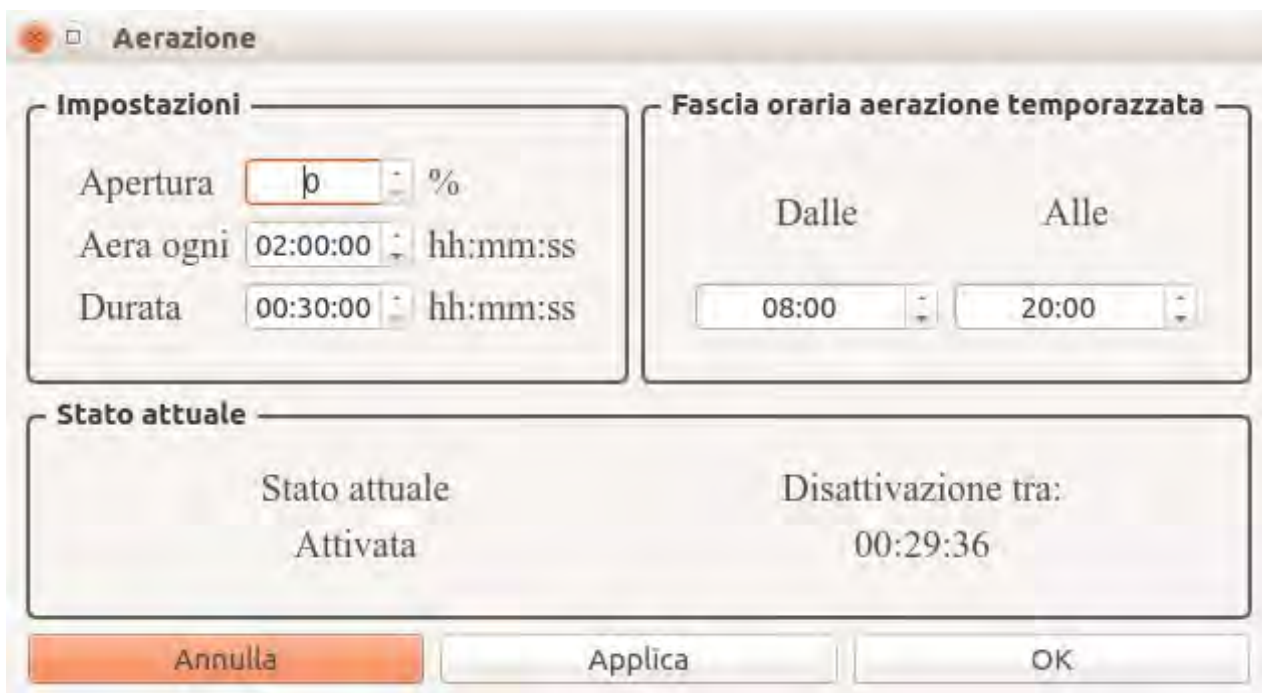 Aerazione
Impostazioni
Apertura 0 %
Aera ogni 02:00:00 hh:mm:ss
Durata 00:30:00 hh:mm:ss
Fascia oraria aerazione temporazzata
Dalle Alle
08:00 20:00
Stato attuale
Stato attuale Disattivazione tra:
Attivata 00:29:36
Annulla Applica OK